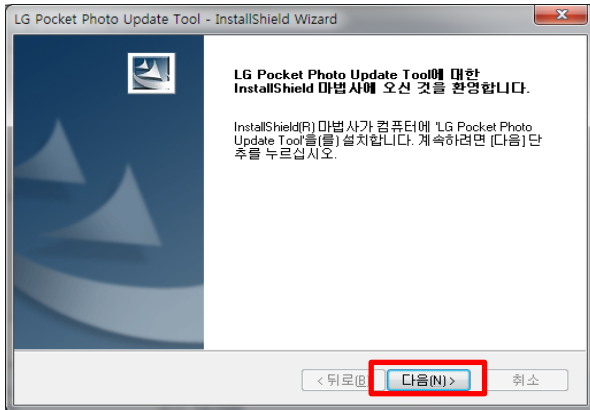 LG Pocket Photo Update Tool - InstallShield Wizard
LG Pocket Photo Update Tool에 대한
InstallShield 마법사에 오신 것을 환영합니다.
InstallShield(R) 마법사가 컴퓨터에 'LG Pocket Photo
Update Tool'을(를) 설치합니다. 계속하려면 [다음] 단
추를 누르십시오.
< 뒤로(B) 다음(N) > 취소